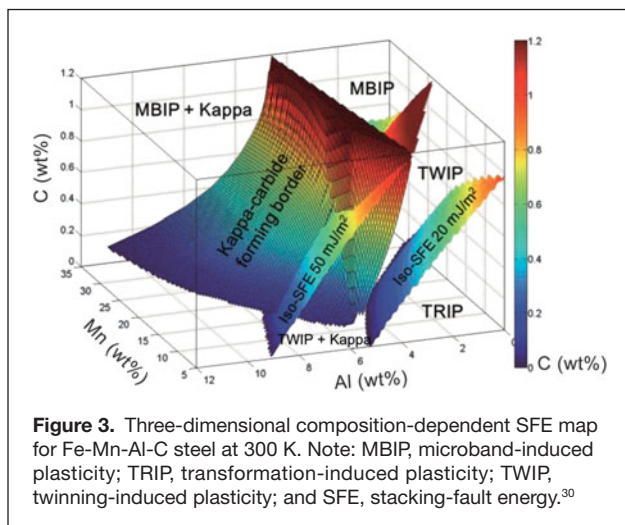 1.2
1
0.8
0.6
0.4
0.2
0
C (wt%)
35
30
25
20
15
10
5
Mn (wt%)
12
10
8
6
4
2
0
Al (wt%)
MBIP + Kappa
MBIP
TWIP
TRIP
TWIP + Kappa
Kappa-carbide
forming border
Iso-SFE 50 mJ/m²
Iso-SFE 20 mJ/m²
1.2
1
0.8
0.6
0.4
0.2
0
C (wt%)
Figure 3. Three-dimensional composition-dependent SFE map
for Fe-Mn-Al-C steel at 300 K. Note: MBIP, microband-induced
plasticity; TRIP, transformation-induced plasticity; TWIP,
twinning-induced plasticity; and SFE, stacking-fault energy.³⁰